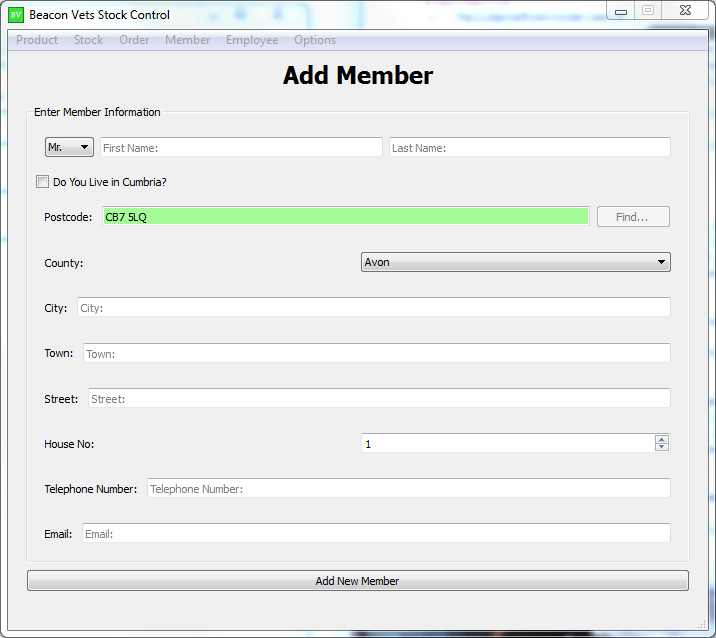 BV Beacon Vets Stock Control
Product Stock Order Member Employee Options
Add Member
Enter Member Information
Mr. First Name: Last Name:
Do You Live in Cumbria?
Postcode: CB7 5LQ Find...
County: Avon
City: City:
Town: Town:
Street: Street:
House No: 1
Telephone Number: Telephone Number:
Email: Email:
Add New Member